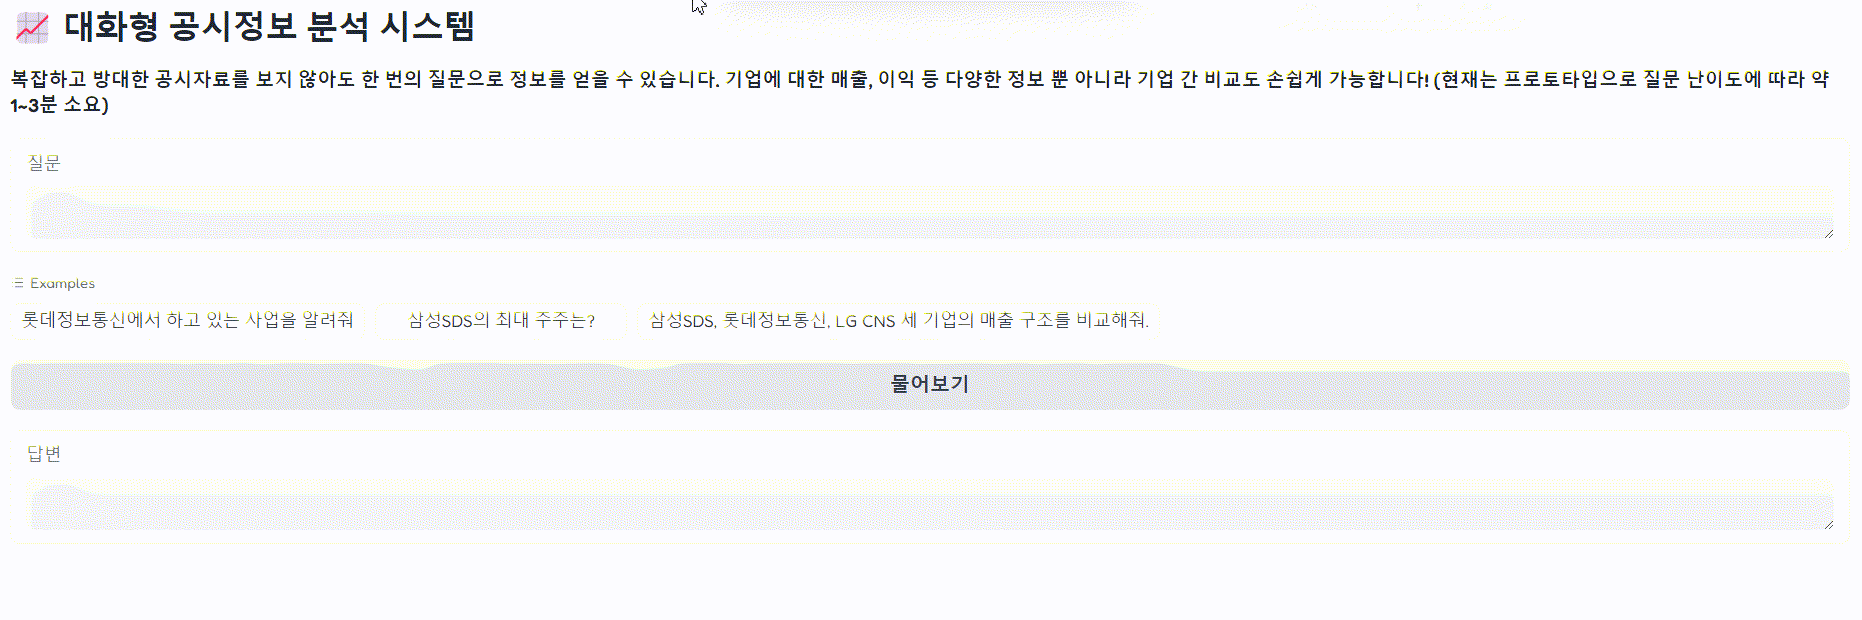 대화형 공시정보 분석 시스템
복잡하고 방대한 공시자료를 보지 않아도 한 번의 질문으로 정보를 얻을 수 있습니다. 기업에 대한 매출, 이익 등 다양한 정보 뿐 아니라 기업 간 비교도 손쉽게 가능합니다! (현재는 프로토타입으로 질문 난이도에 따라 약
1~3분 소요)
질문
Examples
롯데정보통신에서 하고 있는 사업을 알려줘 삼성SDS의 최대 주주는? 삼성SDS, 롯데정보통신, LG CNS 세 기업의 매출 구조를 비교해줘.
물어보기
답변